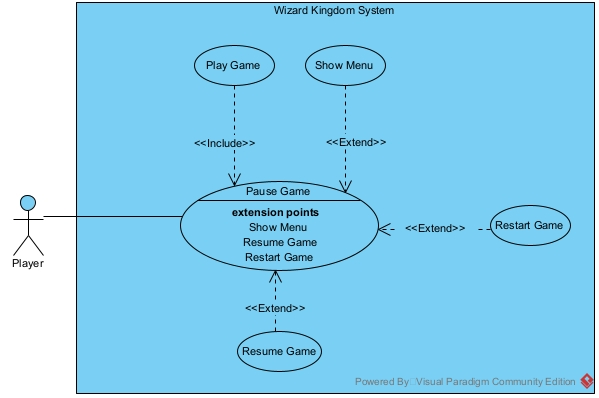 Wizard Kingdom System
Play Game
Show Menu
<<Include>>
<<Extend>>
Pause Game
extension points
Show Menu
Resume Game
Restart Game
<<Extend>>
Restart Game
Player
<<Extend>>
Resume Game
Powered By Visual Paradigm Community Edition